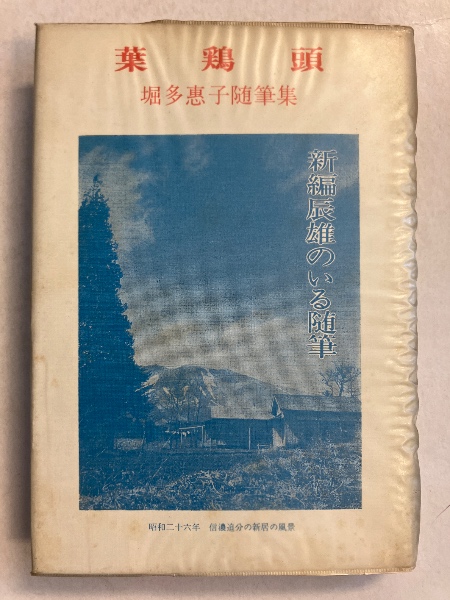 葉鶏頭
堀多惠子随筆集
新編辰雄のいる随筆
昭和二十六年 信濃追分の新居の風景